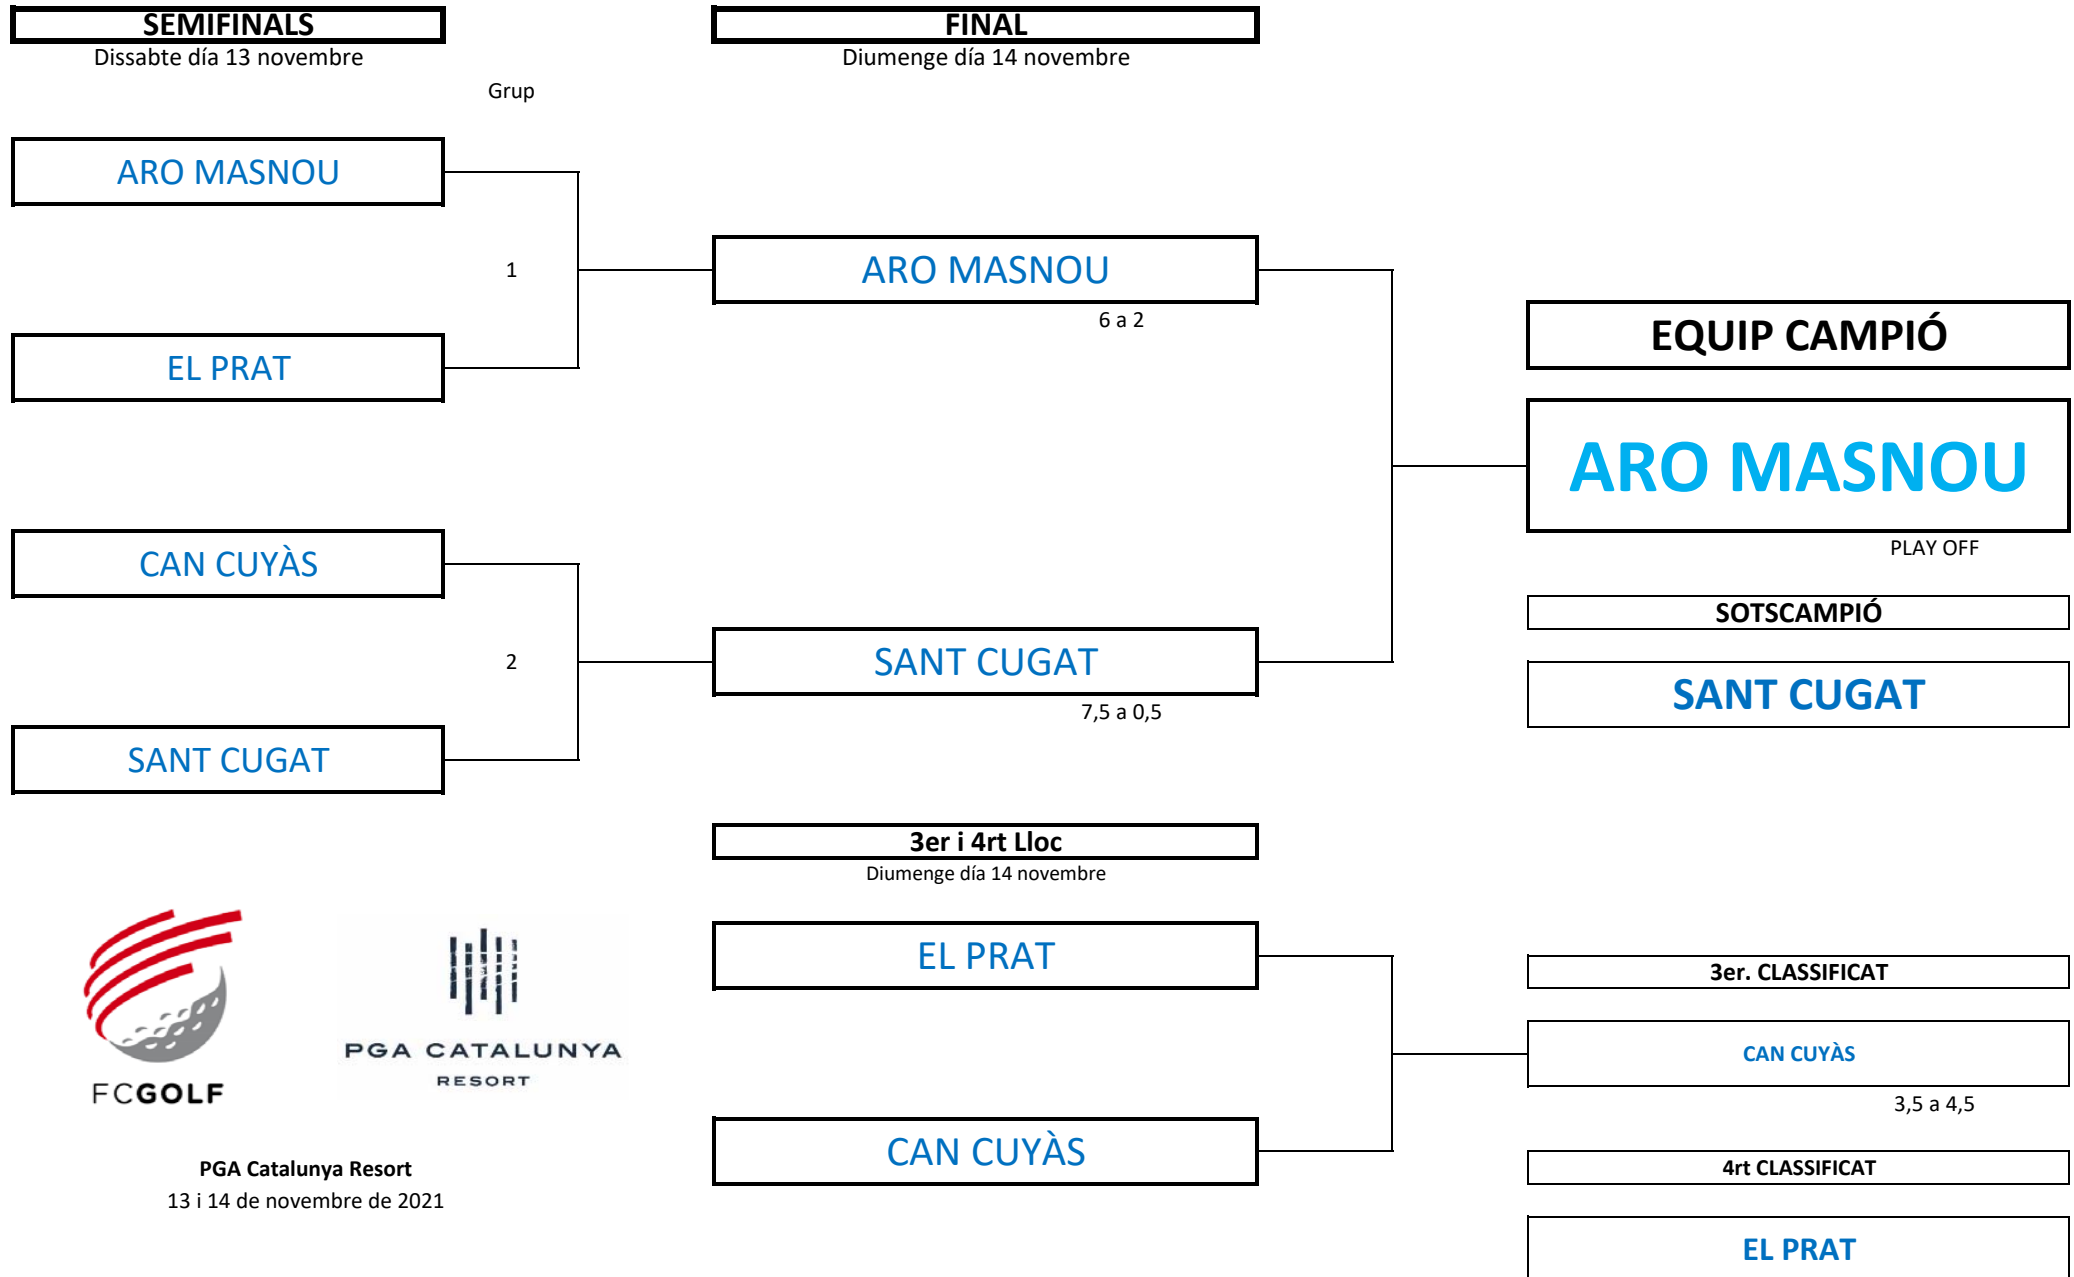 SEMIFINALS
Dissabte día 13 novembre
FINAL
Diumenge día 14 novembre
Grup
ARO MASNOU
1
EL PRAT
ARO MASNOU
6 a 2
CAN CUYÀS
2
SANT CUGAT
SANT CUGAT
7,5 a 0,5
EQUIP CAMPIÓ
ARO MASNOU
PLAY OFF
SOTSCAMPIÓ
SANT CUGAT
3er i 4rt Lloc
Diumenge día 14 novembre
EL PRAT
CAN CUYÀS
3er. CLASSIFICAT
CAN CUYÀS
3,5 a 4,5
4rt CLASSIFICAT
EL PRAT
FCGOLF
PGA CATALUNYA
RESORT
PGA Catalunya Resort
13 i 14 de novembre de 2021